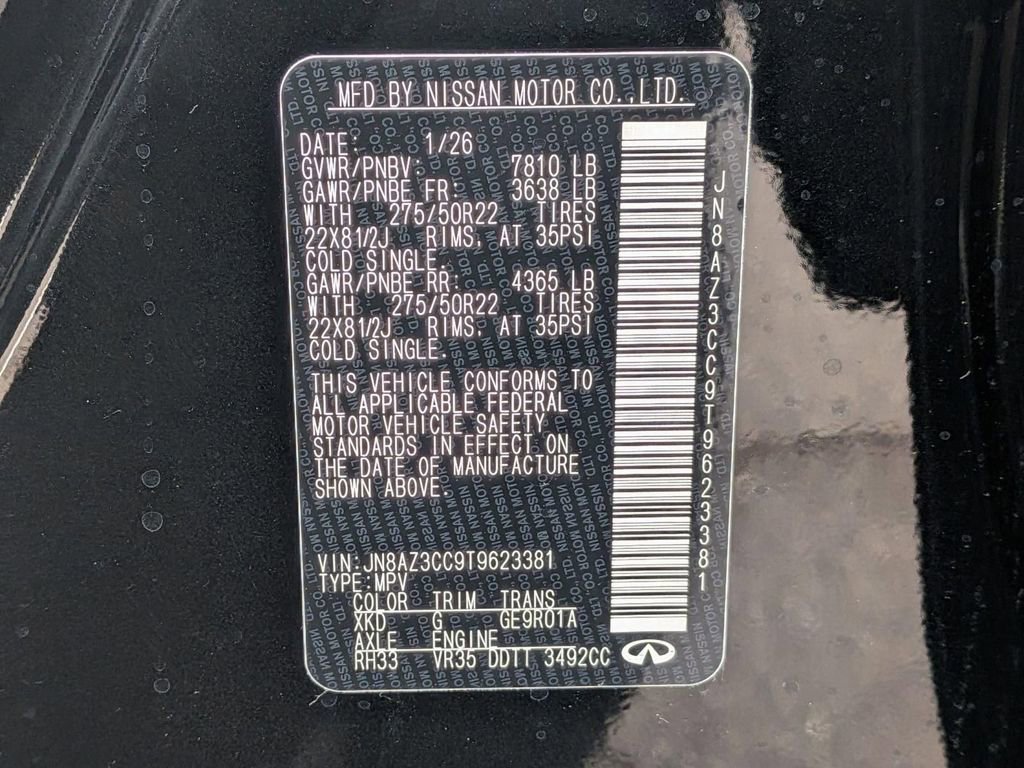 MFD BY NISSAN MOTOR CO.,LTD.
DATE: 1/26
GVWR/PNBV: 7810 LB
GAWR/PNBE FR: 3638 LB
WITH 275/50R22 TIRES
22X81/2J RIMS, AT 35PSI
COLD SINGLE.
GAWR/PNBE RR: 4365 LB
WITH 275/50R22 TIRES
22X81/2J RIMS, AT 35PSI
COLD SINGLE.
THIS VEHICLE CONFORMS TO
ALL APPLICABLE FEDERAL
MOTOR VEHICLE SAFETY
STANDARDS IN EFFECT ON
THE DATE OF MANUFACTURE
SHOWN ABOVE.
VIN:JN8AZ3CC9T9623381
TYPE:MPV
COLOR TRIM TRANS
XKD G GE9R01A
AXLE ENGINE
RH33 VR35 DDTT 3492CC
JN8AZ3CC9T9623381